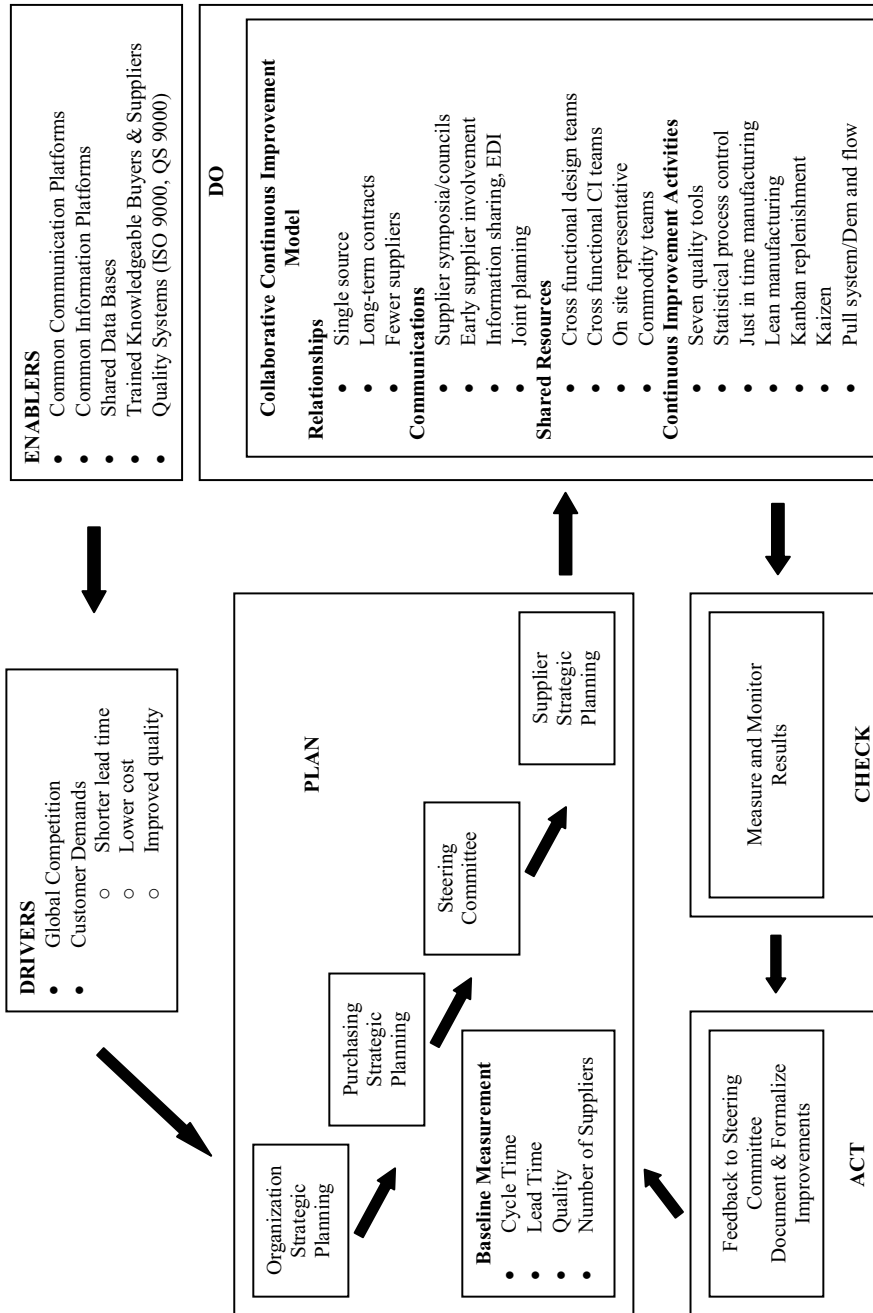 DRIVERS
• Global Competition
• Customer Demands
○ Shorter lead time
○ Lower cost
○ Improved quality
ENABLERS
• Common Communication Platforms
• Common Information Platforms
• Shared Data Bases
• Trained Knowledgeable Buyers & Suppliers
• Quality Systems (ISO 9000, QS 9000)
PLAN
Organization
Strategic
Planning
Purchasing
Strategic
Planning
Steering
Committee
Supplier
Strategic
Planning
Baseline Measurement
• Cycle Time
• Lead Time
• Quality
• Number of Suppliers
DO
Collaborative Continuous Improvement
Model
Relationships
• Single source
• Long-term contracts
• Fewer suppliers
Communications
• Supplier symposia/councils
• Early supplier involvement
• Information sharing, EDI
• Joint planning
Shared Resources
• Cross functional design teams
• Cross functional CI teams
• On site representative
• Commodity teams
Continuous Improvement Activities
• Seven quality tools
• Statistical process control
• Just in time manufacturing
• Lean manufacturing
• Kanban replenishment
• Kaizen
• Pull system/Dem and flow
Feedback to Steering
Committee
Document & Formalize
Improvements
ACT
Measure and Monitor
Results
CHECK